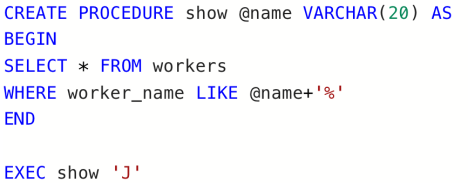 CREATE PROCEDURE show @name VARCHAR(20) AS
BEGIN
SELECT * FROM workers
WHERE worker_name LIKE @name+'%'
END
EXEC show 'J'